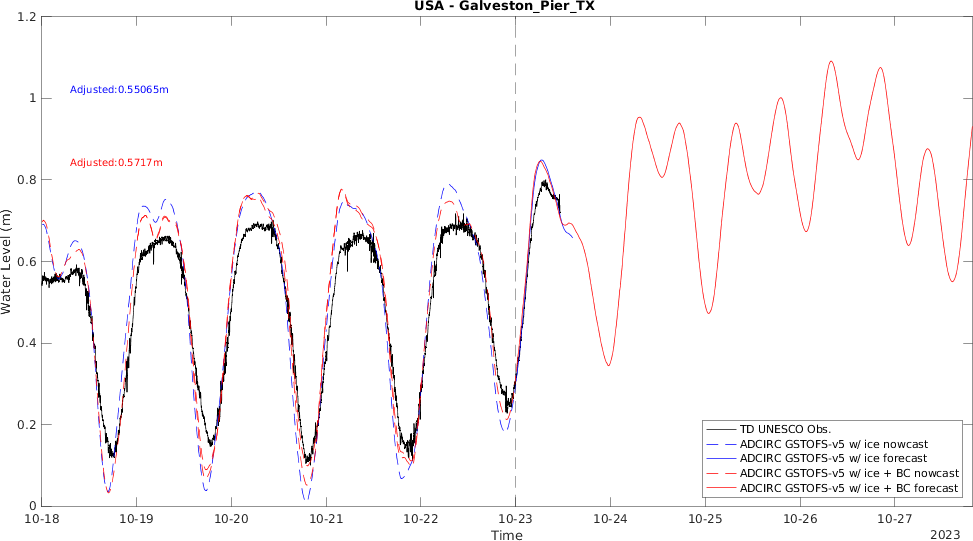 USA - Galveston_Pier_TX
1.2
1
0.8
0.6
0.4
0.2
0
Water Level (m)
Adjusted:0.55065m
Adjusted:0.5717m
TD UNESCO Obs.
ADCIRC GSTOFS-v5 w/ ice nowcast
ADCIRC GSTOFS-v5 w/ ice forecast
ADCIRC GSTOFS-v5 w/ ice + BC nowcast
ADCIRC GSTOFS-v5 w/ ice + BC forecast
10-18 10-19 10-20 10-21 10-22 10-23 10-24 10-25 10-26 10-27
Time
2023